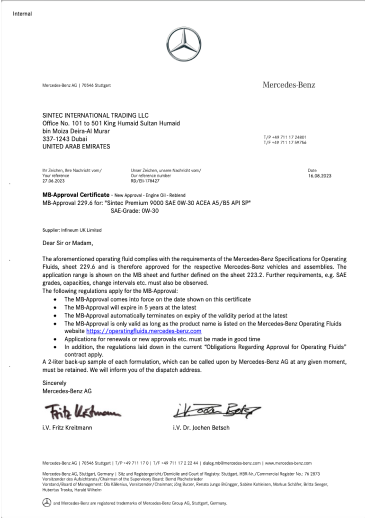 Internal
Mercedes-Benz AG | 70546 Stuttgart
Mercedes-Benz
SINTEC INTERNATIONAL TRADING LLC
Office No. 101 to 501 King Humaid Sultan Humaid
bin Moiza Deira-Al Murar
337-1243 Dubai
UNITED ARAB EMIRATES
T/P +49 711 17 24801
T/F +49 711 17 59766
Ihr Zeichen, Ihre Nachricht vom/
Your reference
27.06.2023
Unser Zeichen, unsere Nachricht vom/
Our reference number
RD/EII-176427
Date
16.08.2023
MB-Approval Certificate - New Approval - Engine Oil - Reblend
MB-Approval 229.6 for: "Sintec Premium 9000 SAE 0W-30 ACEA A5/B5 API SP"
SAE-Grade: 0W-30
Supplier: Infineum UK Limited
Dear Sir or Madam,
The aforementioned operating fluid complies with the requirements of the Mercedes-Benz Specifications for Operating
Fluids, sheet 229.6 and is therefore approved for the respective Mercedes-Benz vehicles and assemblies. The
application range is shown on the MB sheet and further defined on the sheet 223.2. Further requirements, e.g. SAE
grades, capacities, change intervals etc. must also be observed.
The following regulations apply for the MB-Approval:
• The MB-Approval comes into force on the date shown on this certificate
• The MB-Approval will expire in 5 years at the latest
• The MB-Approval automatically terminates on expiry of the validity period at the latest
• The MB-Approval is only valid as long as the product name is listed on the Mercedes-Benz Operating Fluids
website https://operatingfluids.mercedes-benz.com
• Applications for renewals or new approvals etc. must be made in good time
• In addition, the regulations laid down in the current "Obligations Regarding Approval for Operating Fluids"
contract apply.
A 2-liter back-up sample of each formulation, which can be called upon by Mercedes-Benz AG at any given moment,
must be retained. We will inform you of the dispatch address.
Sincerely
Mercedes-Benz AG
i.V. Fritz Kreitmann
i.V. Dr. Jochen Betsch
Mercedes-Benz AG | 70546 Stuttgart | T/P +49 711 17 0 | T/F +49 711 17 2 22 44 | dialog.mb@mercedes-benz.com | www.mercedes-benz.com
Mercedes-Benz AG, Stuttgart, Germany | Sitz und Registergericht/Domicile and Court of Registry: Stuttgart, HRB Nr./Commercial Register No.: 76 2873
Vorsitzender des Aufsichtsrats/Chairman of the Supervisory Board: Bernd Pischetsrieder
Vorstand/Board of Management: Ola Källenius, Vorsitzender/Chairman; Jörg Burzer, Renata Jungo Brüngger, Sabine Kohleisen, Markus Schäfer, Britta Seeger,
Hubertus Troska, Harald Wilhelm
and Mercedes-Benz are registered trademarks of Mercedes-Benz Group AG, Stuttgart, Germany.